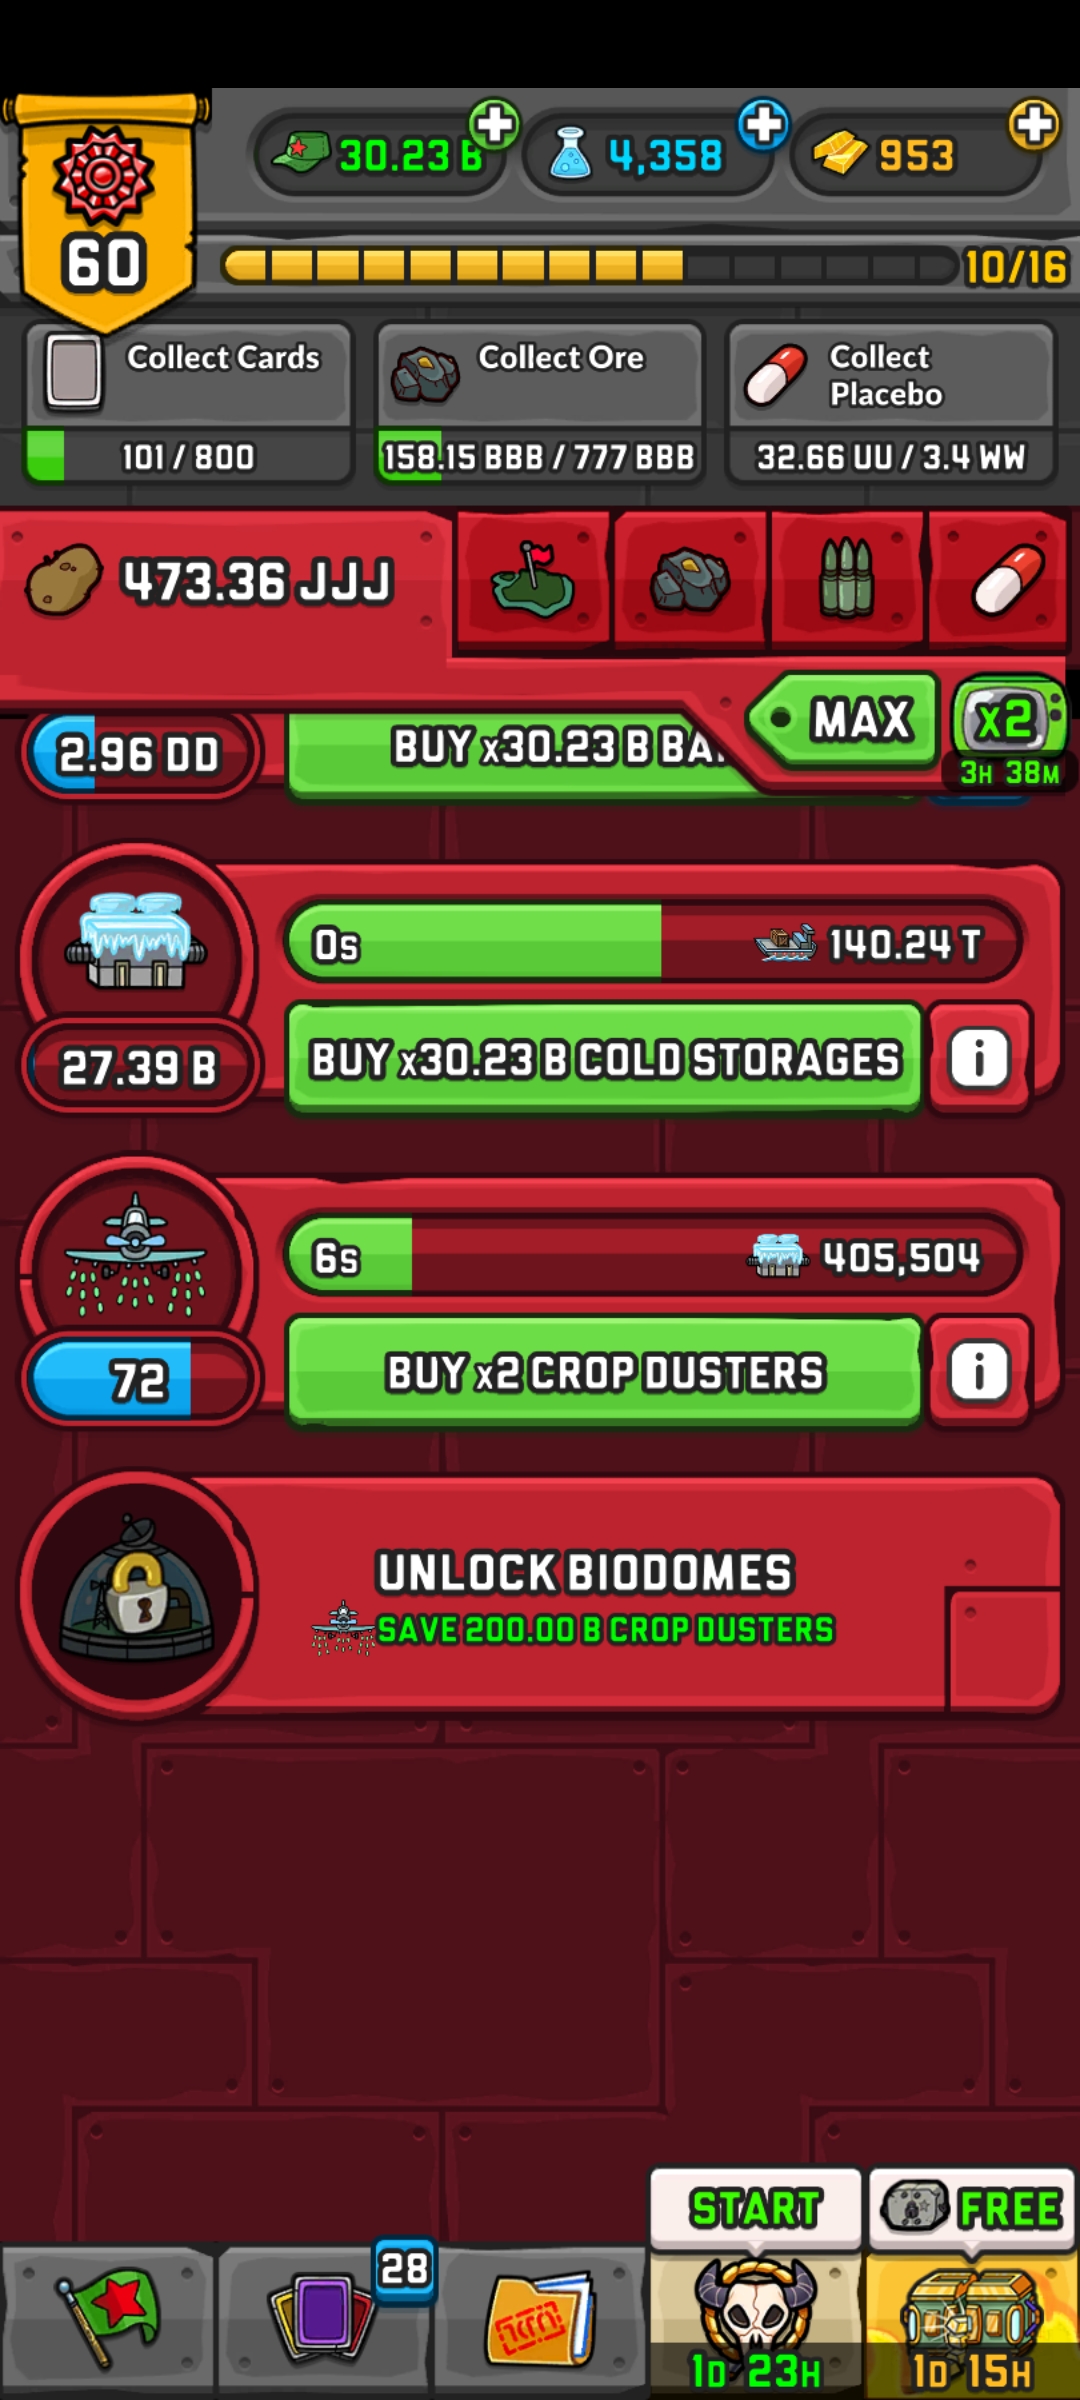 60
30.23 B
4,358
953
10/16
Collect Cards
101 / 800
Collect Ore
158.15 BBB / 777 BBB
Collect
Placebo
32.66 UU / 3.4 WW
473.36 JJJ
MAX
x2
3H 38M
2.96 DD
BUY x30.23 B
0s
140.24 T
27.39 B
BUY x30.23 B COLD STORAGES
i
6s
405,504
72
BUY x2 CROP DUSTERS
i
UNLOCK BIODOMES
SAVE 200.00 B CROP DUSTERS
START
FREE
28
1D 23H
1D 15H